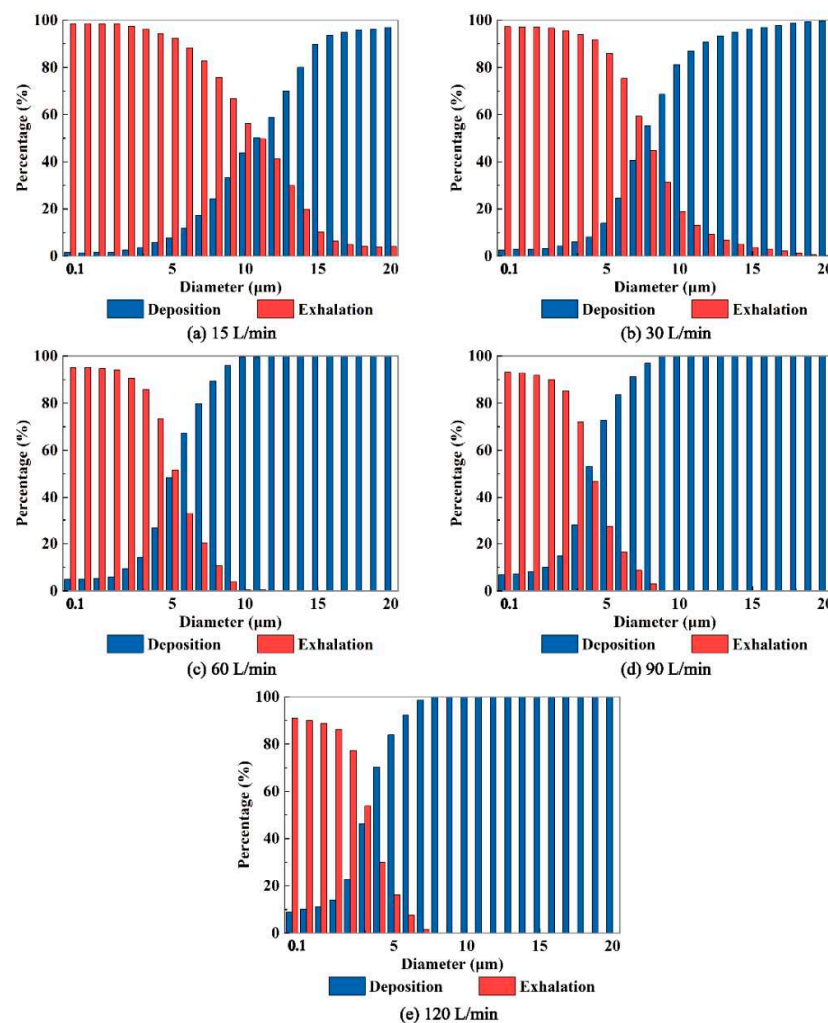 100
80
60
40
20
0
Percentage (%)
0.1 5 10 15 20
Diameter (μm)
Deposition Exhalation
(a) 15 L/min
100
80
60
40
20
0
Percentage (%)
0.1 5 10 15 20
Diameter (μm)
Deposition Exhalation
(b) 30 L/min
100
80
60
40
20
0
Percentage (%)
0.1 5 10 15 20
Diameter (μm)
Deposition Exhalation
(c) 60 L/min
100
80
60
40
20
0
Percentage (%)
0.1 5 10 15 20
Diameter (μm)
Deposition Exhalation
(d) 90 L/min
100
80
60
40
20
0
Percentage (%)
0.1 5 10 15 20
Diameter (μm)
Deposition Exhalation
(e) 120 L/min